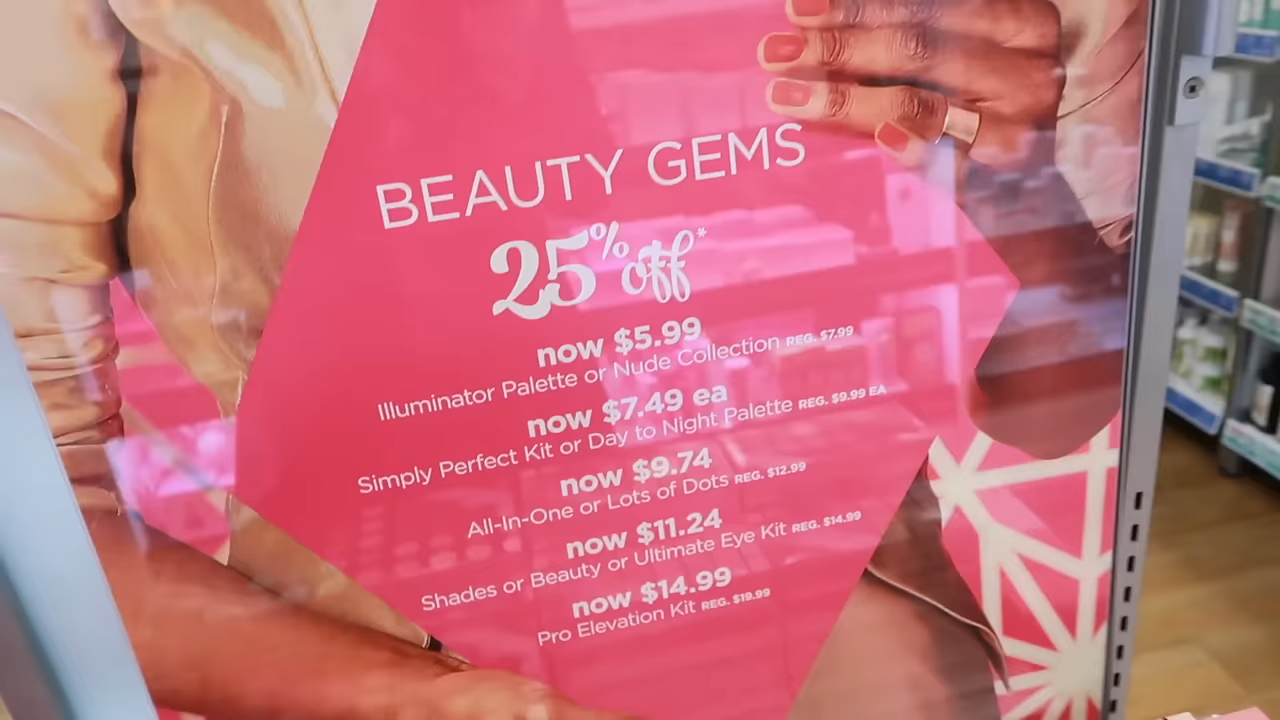 BEAUTY GEMS
25% off*
now $5.99
Illuminator Palette or Nude Collection REG. $7.99
now $7.49 ea
Simply Perfect Kit or Day to Night Palette REG. $9.99 EA
now $9.74
All-In-One or Lots of Dots REG. $12.99
now $11.24
Shades or Beauty or Ultimate Eye Kit REG. $14.99
now $14.99
Pro Elevation Kit REG. $19.99